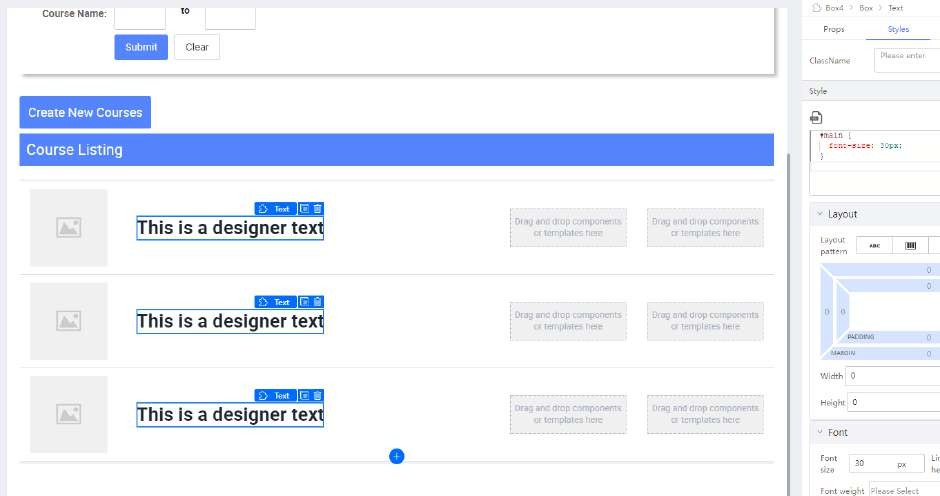 Course Name:
to
Submit
Clear
Create New Courses
Course Listing
Text
This is a designer text
Drag and drop components
or templates here
Drag and drop components
or templates here
Text
This is a designer text
Drag and drop components
or templates here
Drag and drop components
or templates here
Text
This is a designer text
Drag and drop components
or templates here
Drag and drop components
or templates here
Box4 > Box > Text
Props
Styles
ClassName
Please enter
Style
#main {
font-size: 30px;
}
Layout
Layout
pattern
ABC
0
0
0
0
PADDING
0
MARGIN
0
Width
0
Height
0
Font
Font
size
30
px
Font weight
Please Select